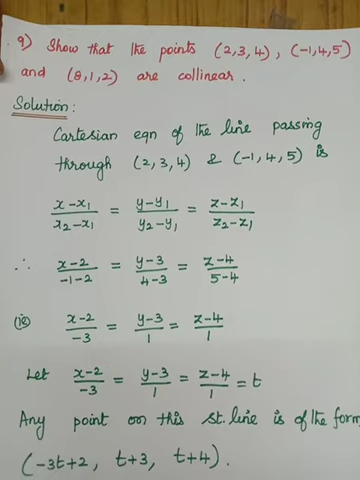 9) Show that the points (2,3,4), (-1,4,5)
and (8,1,2) are collinear.
Solution:
Cartesian eqn of the line passing
through (2,3,4) & (-1,4,5) is
x-x₁/x₂-x₁ = y-y₁/y₂-y₁ = z-z₁/z₂-z₁
∴ x-2/-1-2 = y-3/4-3 = z-4/5-4
(ie) x-2/-3 = y-3/1 = z-4/1
Let x-2/-3 = y-3/1 = z-4/1 = t
Any point on this st. line is of the form
(-3t+2, t+3, t+4).